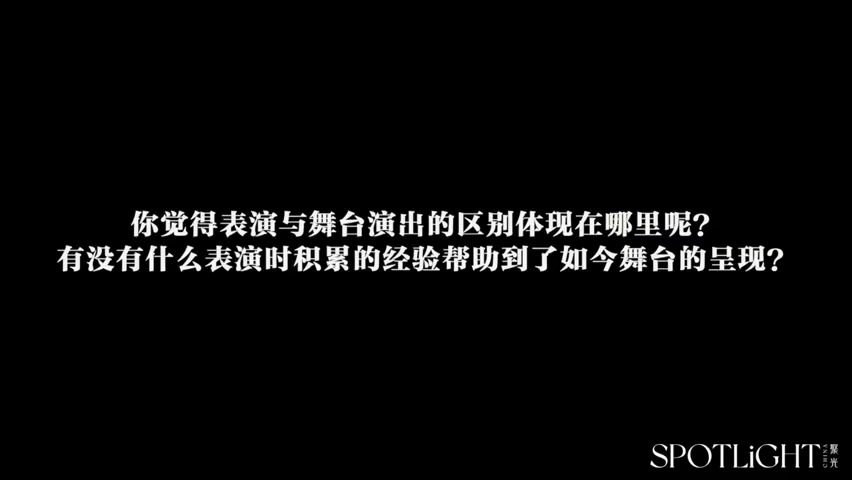 你觉得表演与舞台演出的区别体现在哪里呢？
有没有什么表演时积累的经验帮助到了如今舞台的呈现？
SPOTLiGHT CHINA 聚光